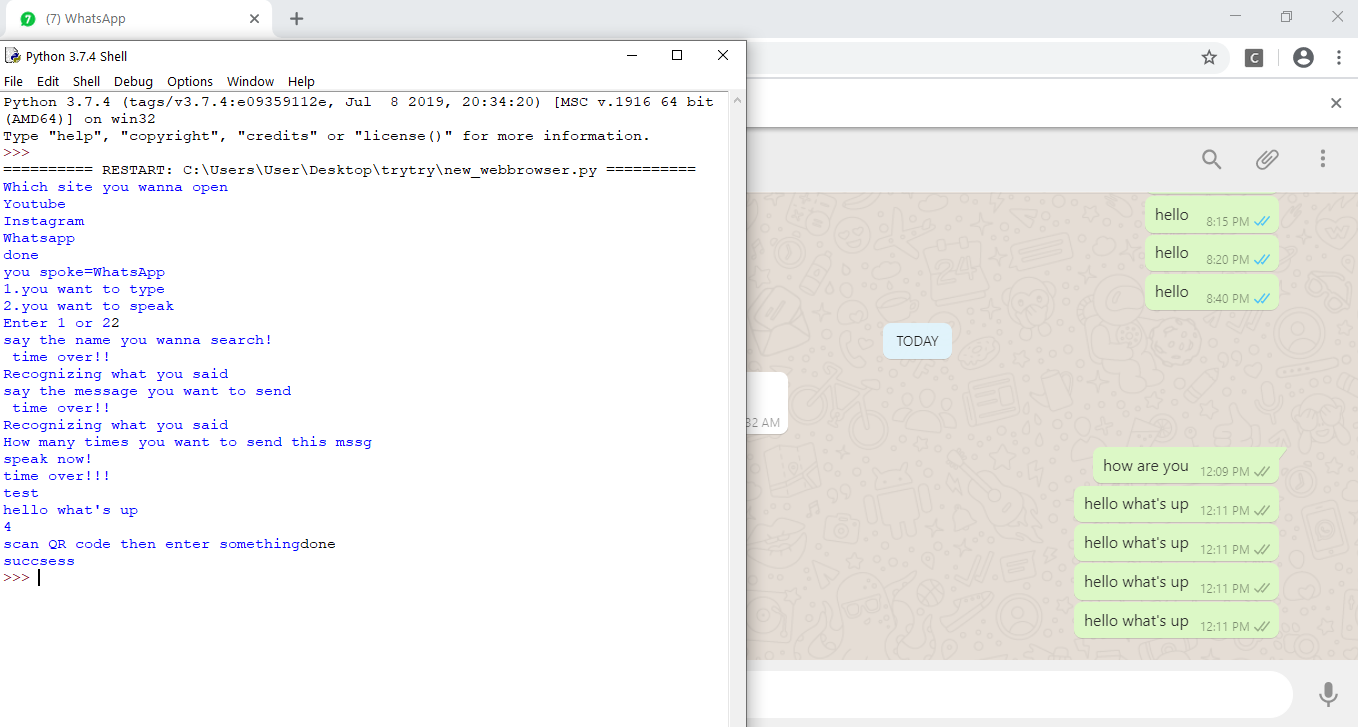 7 (7) WhatsApp
Python 3.7.4 Shell
File Edit Shell Debug Options Window Help
Python 3.7.4 (tags/v3.7.4:e09359112e, Jul  8 2019, 20:34:20) [MSC v.1916 64 bit
(AMD64)] on win32
Type "help", "copyright", "credits" or "license()" for more information.
>>>
========== RESTART: C:\Users\User\Desktop\trytry\new_webbrowser.py ==========
Which site you wanna open
Youtube
Instagram
Whatsapp
done
you spoke=WhatsApp
1.you want to type
2.you want to speak
Enter 1 or 22
say the name you wanna search!
 time over!!
Recognizing what you said
say the message you want to send
 time over!!
Recognizing what you said
How many times you want to send this mssg
speak now!
time over!!!
test
hello what's up
4
scan QR code then enter somethingdone
succsess
>>>
C
hello 8:15 PM
hello 8:20 PM
hello 8:40 PM
TODAY
32 AM
how are you 12:09 PM
hello what's up 12:11 PM
hello what's up 12:11 PM
hello what's up 12:11 PM
hello what's up 12:11 PM